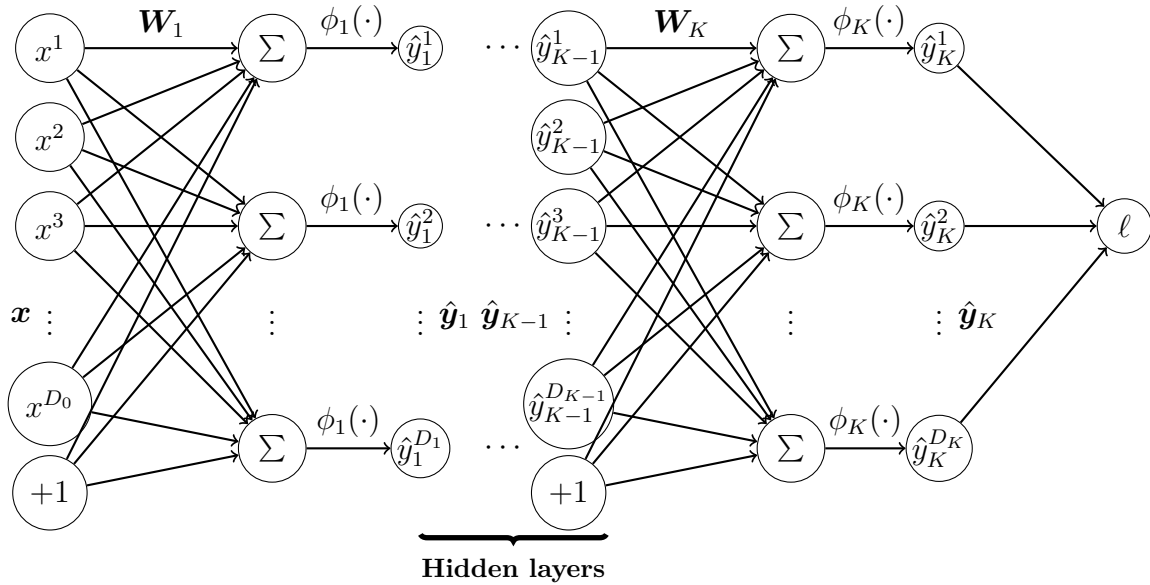 x^1 W_1 Σ ϕ_1(·) ŷ_1^1 ⋯ ŷ_{K−1}^1 W_K Σ ϕ_K(·) ŷ_K^1
x^2 ŷ_{K−1}^2
x^3 Σ ϕ_1(·) ŷ_1^2 ⋯ ŷ_{K−1}^3 Σ ϕ_K(·) ŷ_K^2 ℓ
x ⋮ ⋮ ⋮ ŷ_1 ŷ_{K−1} ⋮ ⋮ ⋮ ŷ_K
x^{D_0} ŷ_{K−1}^{D_{K−1}}
Σ ϕ_1(·) ŷ_1^{D_1} ⋯ Σ ϕ_K(·) ŷ_K^{D_K}
+1 +1
Hidden layers